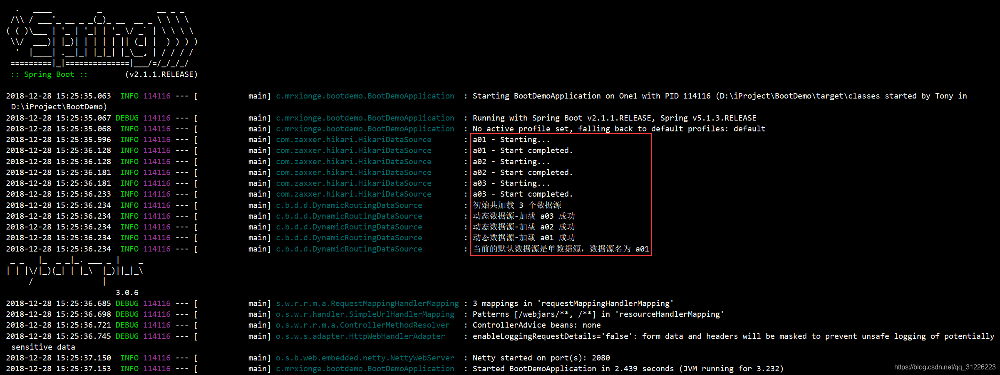 .   ____          _            __ _ _
 /\\ / ___'_ __ _ _(_)_ __  __ _ \ \ \ \
( ( )\___ | '_ | '_| | '_ \/ _` | \ \ \ \
 \\/  ___)| |_)| | | | | || (_| |  ) ) ) )
  '  |____| .__|_| |_|_| |_\__, | / / / /
 =========|_|==============|___/=/_/_/_/
 :: Spring Boot ::        (v2.1.1.RELEASE)
2018-12-28 15:25:35.063  INFO 114116 --- [           main] c.mrxionge.bootdemo.BootDemoApplication  : Starting BootDemoApplication on One1 with PID 114116 (D:\iProject\BootDemo\target\classes started by Tony in
 D:\iProject\BootDemo)
2018-12-28 15:25:35.067 DEBUG 114116 --- [           main] c.mrxionge.bootdemo.BootDemoApplication  : Running with Spring Boot v2.1.1.RELEASE, Spring v5.1.3.RELEASE
2018-12-28 15:25:35.068  INFO 114116 --- [           main] c.mrxionge.bootdemo.BootDemoApplication  : No active profile set, falling back to default profiles: default
2018-12-28 15:25:35.996  INFO 114116 --- [           main] com.zaxxer.hikari.HikariDataSource       : a01 - Starting...
2018-12-28 15:25:36.128  INFO 114116 --- [           main] com.zaxxer.hikari.HikariDataSource       : a01 - Start completed.
2018-12-28 15:25:36.128  INFO 114116 --- [           main] com.zaxxer.hikari.HikariDataSource       : a02 - Starting...
2018-12-28 15:25:36.181  INFO 114116 --- [           main] com.zaxxer.hikari.HikariDataSource       : a02 - Start completed.
2018-12-28 15:25:36.181  INFO 114116 --- [           main] com.zaxxer.hikari.HikariDataSource       : a03 - Starting...
2018-12-28 15:25:36.233  INFO 114116 --- [           main] com.zaxxer.hikari.HikariDataSource       : a03 - Start completed.
2018-12-28 15:25:36.234  INFO 114116 --- [           main] c.b.d.d.DynamicRoutingDataSource         : 初始共加载 3 个数据源
2018-12-28 15:25:36.234  INFO 114116 --- [           main] c.b.d.d.DynamicRoutingDataSource         : 动态数据源-加载 a03 成功
2018-12-28 15:25:36.234  INFO 114116 --- [           main] c.b.d.d.DynamicRoutingDataSource         : 动态数据源-加载 a02 成功
2018-12-28 15:25:36.234  INFO 114116 --- [           main] c.b.d.d.DynamicRoutingDataSource         : 动态数据源-加载 a01 成功
2018-12-28 15:25:36.234  INFO 114116 --- [           main] c.b.d.d.DynamicRoutingDataSource         : 当前的默认数据源是单数据源，数据源名为 a01
 _ _   |_  _ _|_. ___ _ |    _
| | |\/|_)(_| | |_\  |_)||_|_\
     /               |
                        3.0.6
2018-12-28 15:25:36.685 DEBUG 114116 --- [           main] s.w.r.r.m.a.RequestMappingHandlerMapping : 3 mappings in 'requestMappingHandlerMapping'
2018-12-28 15:25:36.698 DEBUG 114116 --- [           main] o.s.w.r.handler.SimpleUrlHandlerMapping  : Patterns [/webjars/**, /**] in 'resourceHandlerMapping'
2018-12-28 15:25:36.721 DEBUG 114116 --- [           main] o.s.w.r.r.m.a.ControllerMethodResolver   : ControllerAdvice beans: none
2018-12-28 15:25:36.745 DEBUG 114116 --- [           main] o.s.w.s.adapter.HttpWebHandlerAdapter    : enableLoggingRequestDetails='false': form data and headers will be masked to prevent unsafe logging of potentially
 sensitive data
2018-12-28 15:25:37.150  INFO 114116 --- [           main] o.s.b.web.embedded.netty.NettyWebServer  : Netty started on port(s): 2080
2018-12-28 15:25:37.153  INFO 114116 --- [           main] c.mrxionge.bootdemo.BootDemoApplication  : Started BootDemoApplication in 2.439 seconds (JVM running for 3.232)
https://blog.csdn.net/qq_31226223